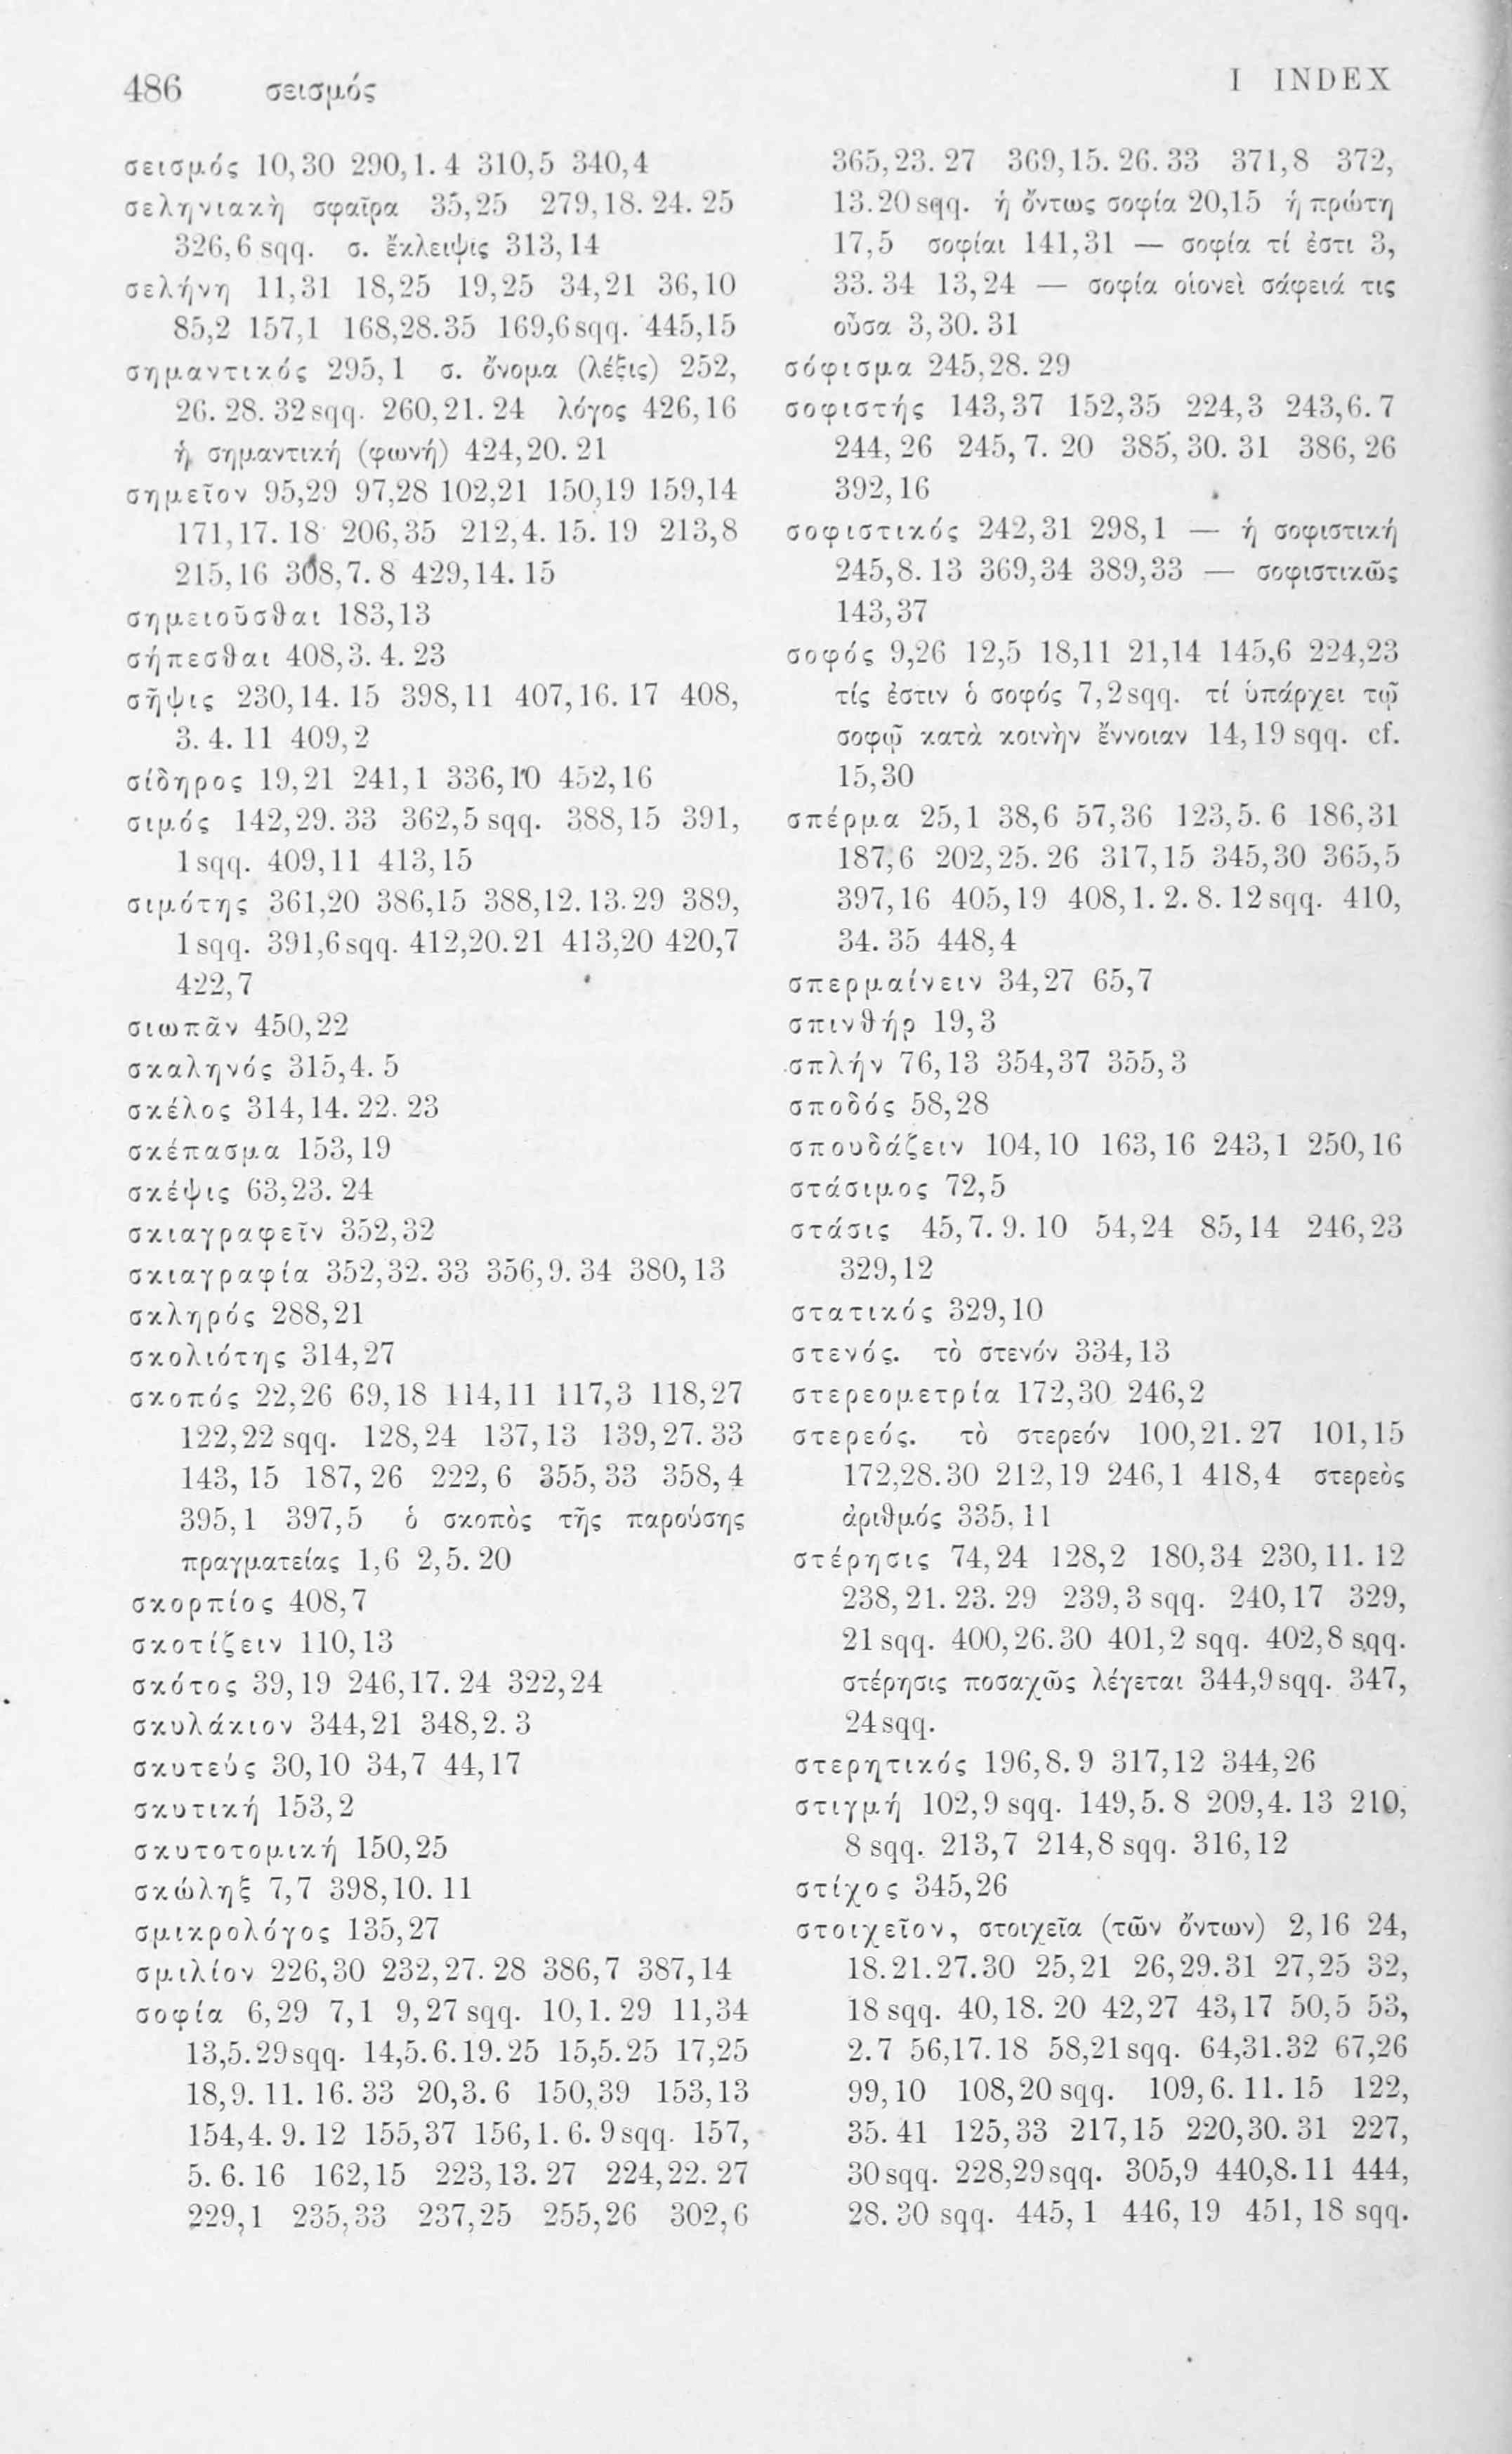 486 σεισμός I INDEX
σεισμός 10,30 290,1. 4 310,5 340,4
σεληνιακὴ σφαῖρα 35,25 279,18. 24. 25
326,6 sqq. σ. ἔκλειψις 313,14
σελήνη 11,31 18,25 19,25 34,21 36,10
85,2 157,1 168,28.35 169,6sqq. 445,15
σημαντικός 295,1 σ. ὄνομα (λέξις) 252,
26. 28. 32sqq. 260,21. 24 λόγος 426,16
ἡ σημαντική (φωνή) 424,20. 21
σημεῖον 95,29 97,28 102,21 150,19 159,14
171,17. 18 206,35 212,4. 15. 19 213,8
215,16 308,7. 8 429,14. 15
σημειοῦσθαι 183,13
σήπεσθαι 408,3. 4. 23
σῆψις 230,14. 15 398,11 407,16. 17 408,
3. 4. 11 409,2
σίδηρος 19,21 241,1 336,10 452,16
σιμός 142,29. 33 362,5 sqq. 388,15 391,
1sqq. 409,11 413,15
σιμότης 361,20 386,15 388,12. 13. 29 389,
1sqq. 391,6sqq. 412,20.21 413,20 420,7
422,7
σιωπᾶν 450,22
σκαληνός 315,4. 5
σκέλος 314,14. 22. 23
σκέπασμα 153,19
σκέψις 63,23. 24
σκιαγραφεῖν 352,32
σκιαγραφία 352,32. 33 356,9. 34 380,13
σκληρός 288,21
σκολιότης 314,27
σκοπός 22,26 69,18 114,11 117,3 118,27
122,22 sqq. 128,24 137,13 139,27. 33
143,15 187,26 222,6 355,33 358,4
395,1 397,5 ὁ σκοπὸς τῆς παρούσης
πραγματείας 1,6 2,5. 20
σκορπίος 408,7
σκοτίζειν 110,13
σκότος 39,19 246,17. 24 322,24
σκυλάκιον 344,21 348,2. 3
σκυτεύς 30,10 34,7 44,17
σκυτική 153,2
σκυτοτομική 150,25
σκώληξ 7,7 398,10. 11
σμικρολόγος 135,27
σμιλίον 226,30 232,27. 28 386,7 387,14
σοφία 6,29 7,1 9,27 sqq. 10,1. 29 11,34
13,5.29sqq. 14,5.6.19.25 15,5.25 17,25
18,9. 11. 16. 33 20,3. 6 150,39 153,13
154,4. 9. 12 155,37 156,1. 6. 9sqq. 157,
5. 6. 16 162,15 223,13. 27 224,22. 27
229,1 235,33 237,25 255,26 302,6
365,23. 27 369,15. 26. 33 371,8 372,
13.20sqq. ἡ ὄντως σοφία 20,15 ἡ πρώτη
17,5 σοφίαι 141,31 — σοφία τί ἐστι 3,
33. 34 13,24 — σοφία οἱονεὶ σάφειά τις
οὖσα 3,30. 31
σόφισμα 245,28. 29
σοφιστής 143,37 152,35 224,3 243,6. 7
244,26 245,7. 20 385,30. 31 386,26
392,16
σοφιστικός 242,31 298,1 — ἡ σοφιστική
245,8. 13 369,34 389,33 — σοφιστικῶς
143,37
σοφός 9,26 12,5 18,11 21,14 145,6 224,23
τίς ἐστιν ὁ σοφός 7,2sqq. τί ὑπάρχει τῷ
σοφῷ κατὰ κοινὴν ἔννοιαν 14,19 sqq. cf.
15,30
σπέρμα 25,1 38,6 57,36 123,5. 6 186,31
187,6 202,25. 26 317,15 345,30 365,5
397,16 405,19 408,1. 2. 8. 12sqq. 410,
34. 35 448,4
σπερμαίνειν 34,27 65,7
σπινθήρ 19,3
σπλήν 76,13 354,37 355,3
σποδός 58,28
σπουδάζειν 104,10 163,16 243,1 250,16
στάσιμος 72,5
στάσις 45,7. 9. 10 54,24 85,14 246,23
329,12
στατικός 329,10
στενός. τὸ στενόν 334,13
στερεομετρία 172,30 246,2
στερεός. τὸ στερεόν 100,21. 27 101,15
172,28.30 212,19 246,1 418,4 στερεὸς
ἀριθμός 335,11
στέρησις 74,24 128,2 180,34 230,11. 12
238,21. 23. 29 239,3 sqq. 240,17 329,
21 sqq. 400,26.30 401,2 sqq. 402,8 sqq.
στέρησις ποσαχῶς λέγεται 344,9sqq. 347,
24sqq.
στερητικός 196,8. 9 317,12 344,26
στιγμή 102,9 sqq. 149,5. 8 209,4. 13 210,
8 sqq. 213,7 214,8 sqq. 316,12
στίχος 345,26
στοιχεῖον, στοιχεῖα (τῶν ὄντων) 2,16 24,
18.21.27.30 25,21 26,29.31 27,25 32,
18 sqq. 40,18. 20 42,27 43,17 50,5 53,
2.7 56,17.18 58,21sqq. 64,31.32 67,26
99,10 108,20 sqq. 109,6. 11. 15 122,
35. 41 125,33 217,15 220,30. 31 227,
30sqq. 228,29sqq. 305,9 440,8.11 444,
28. 30 sqq. 445,1 446,19 451,18 sqq.